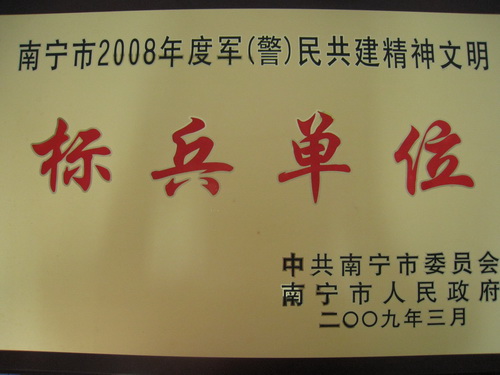 南宁市2008年度军(警)民共建精神文明
标兵单位
中共南宁市委员会
南宁市人民政府
二〇〇九年三月